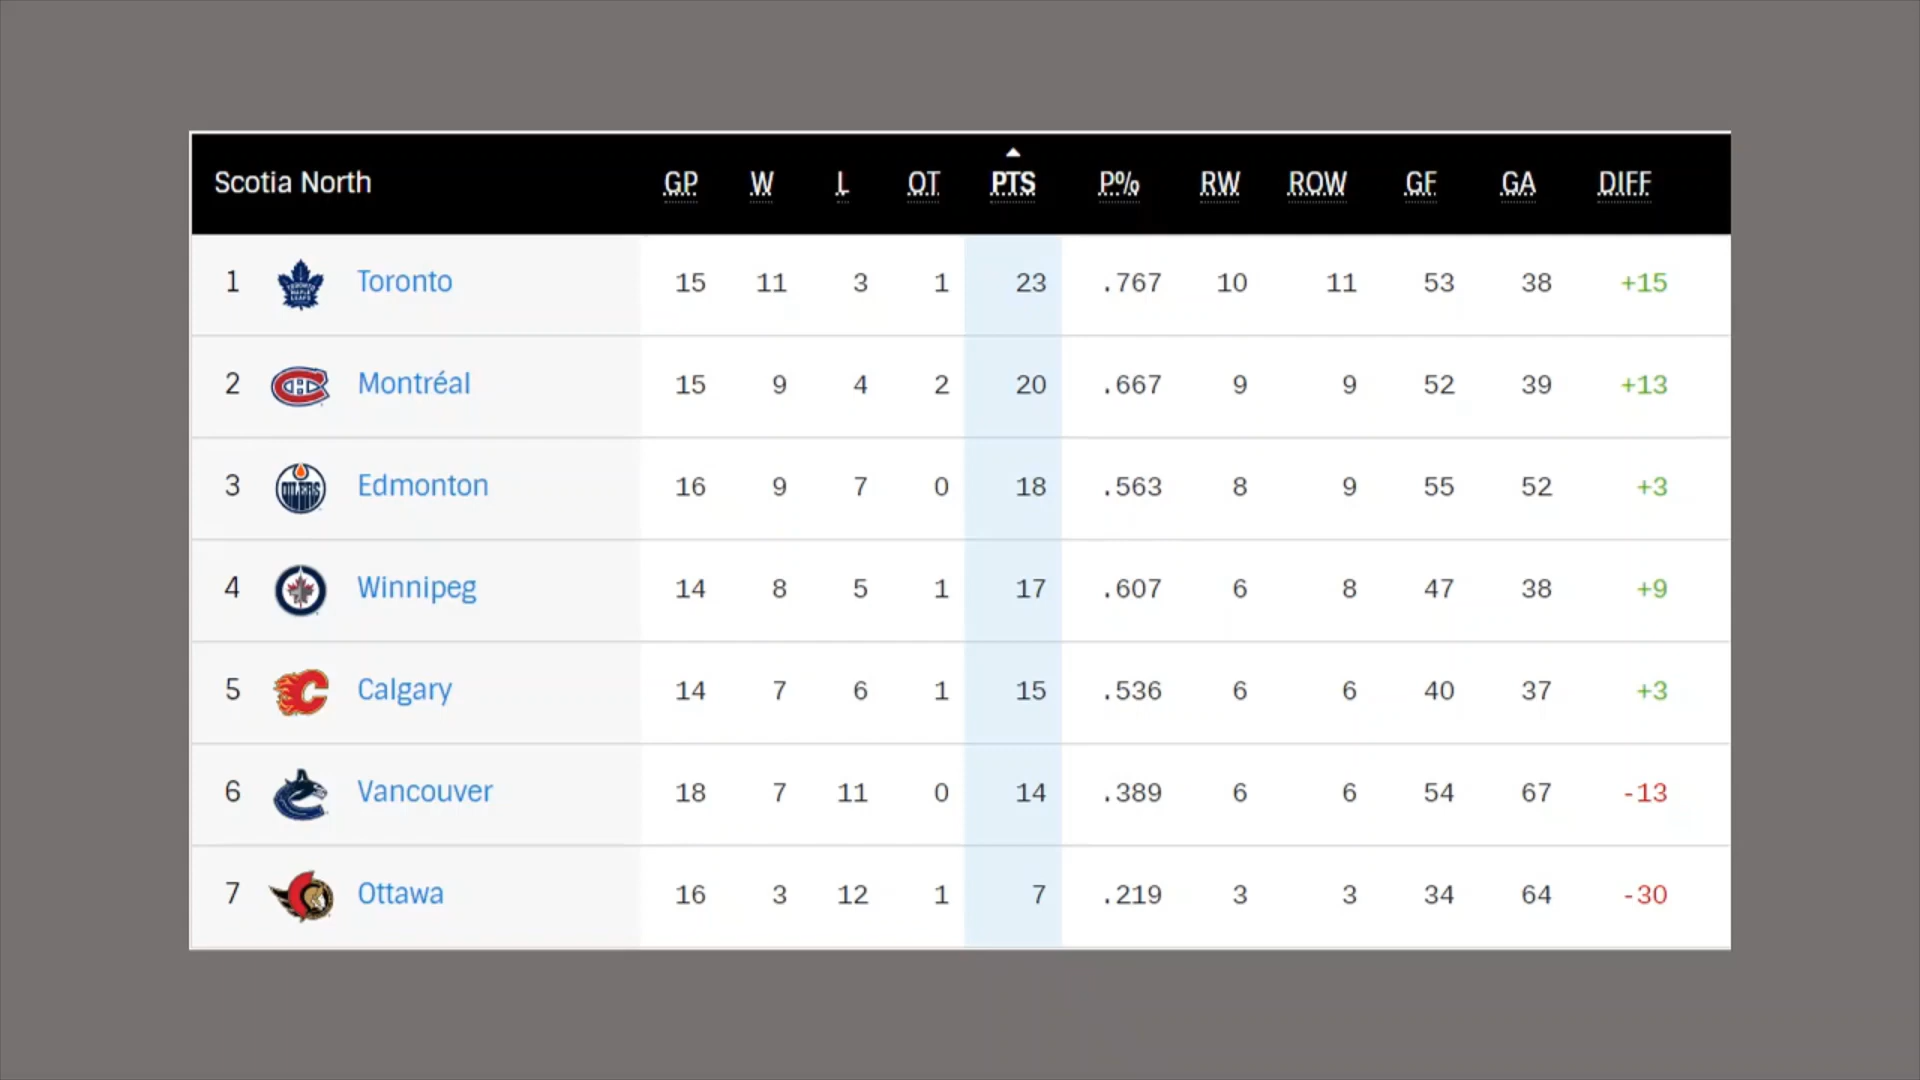 Scotia North GP W L OT PTS P% RW ROW GF GA DIFF
1 Toronto 15 11 3 1 23 .767 10 11 53 38 +15
2 Montréal 15 9 4 2 20 .667 9 9 52 39 +13
3 Edmonton 16 9 7 0 18 .563 8 9 55 52 +3
4 Winnipeg 14 8 5 1 17 .607 6 8 47 38 +9
5 Calgary 14 7 6 1 15 .536 6 6 40 37 +3
6 Vancouver 18 7 11 0 14 .389 6 6 54 67 -13
7 Ottawa 16 3 12 1 7 .219 3 3 34 64 -30